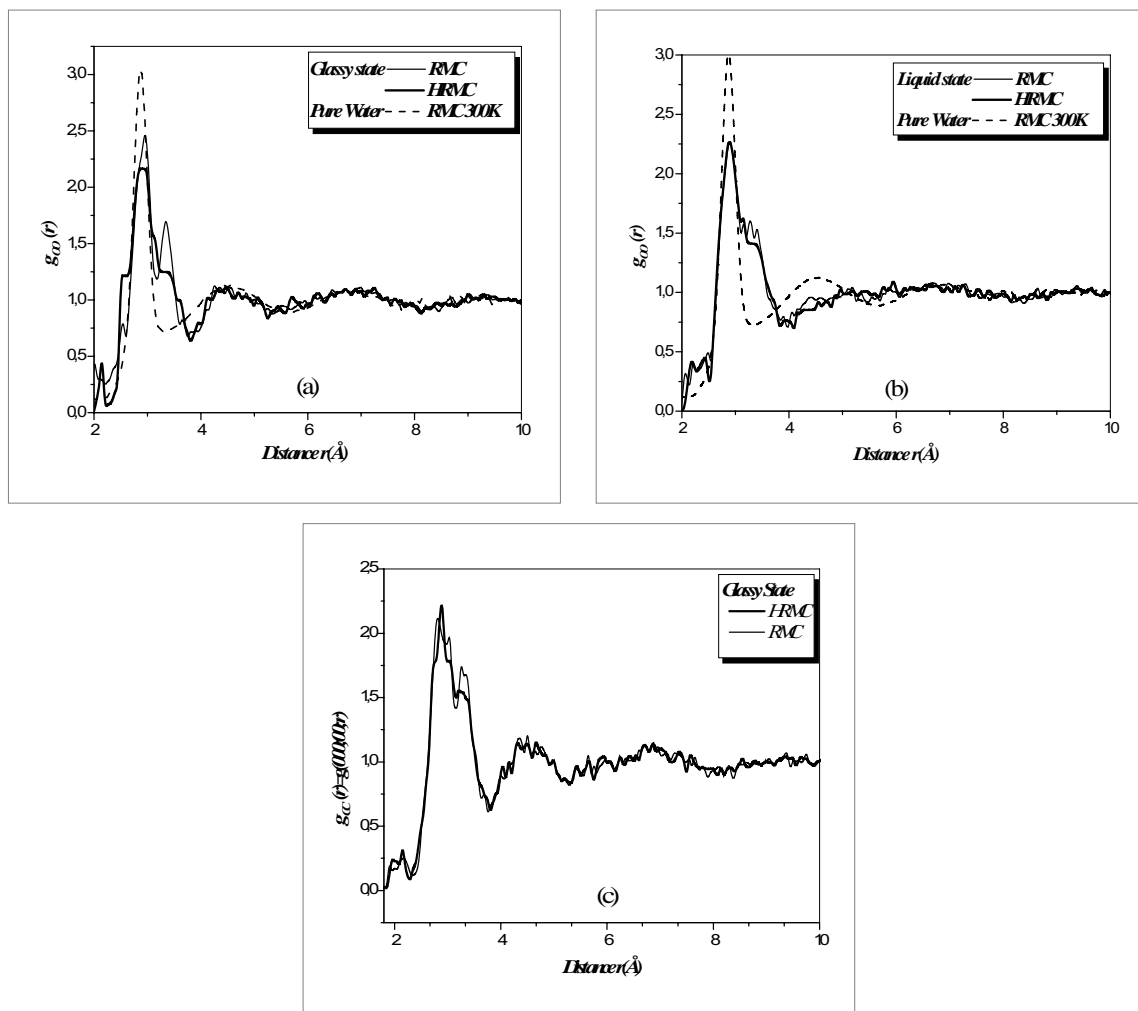 Glassy state RMC
HRMC
Pure Water RMC 300K
3,0
2,5
2,0
1,5
1,0
0,5
0,0
g_OO (r)
(a)
2 4 6 8 10
Distance r (Å)
Liquid state RMC
HRMC
Pure Water RMC 300K
3,0
2,5
2,0
1,5
1,0
0,5
0,0
g_OO (r)
(b)
2 4 6 8 10
Distance r (Å)
Glassy State
HRMC
RMC
2,5
2,0
1,5
1,0
0,5
0,0
(c)
2 4 6 8 10
Distance r (Å)